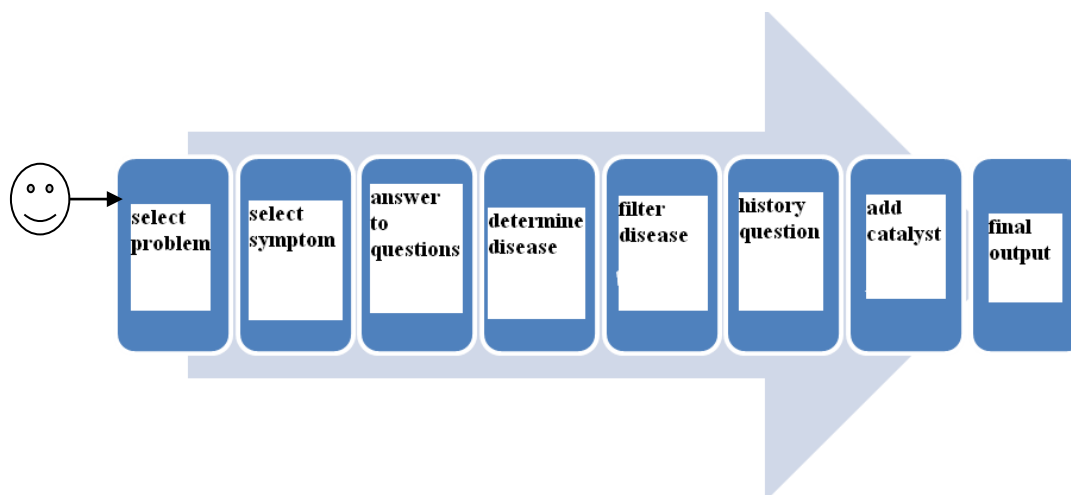 select
problem
select
symptom
answer
to
questions
determine
disease
filter
disease
history
question
add
catalyst
final
output